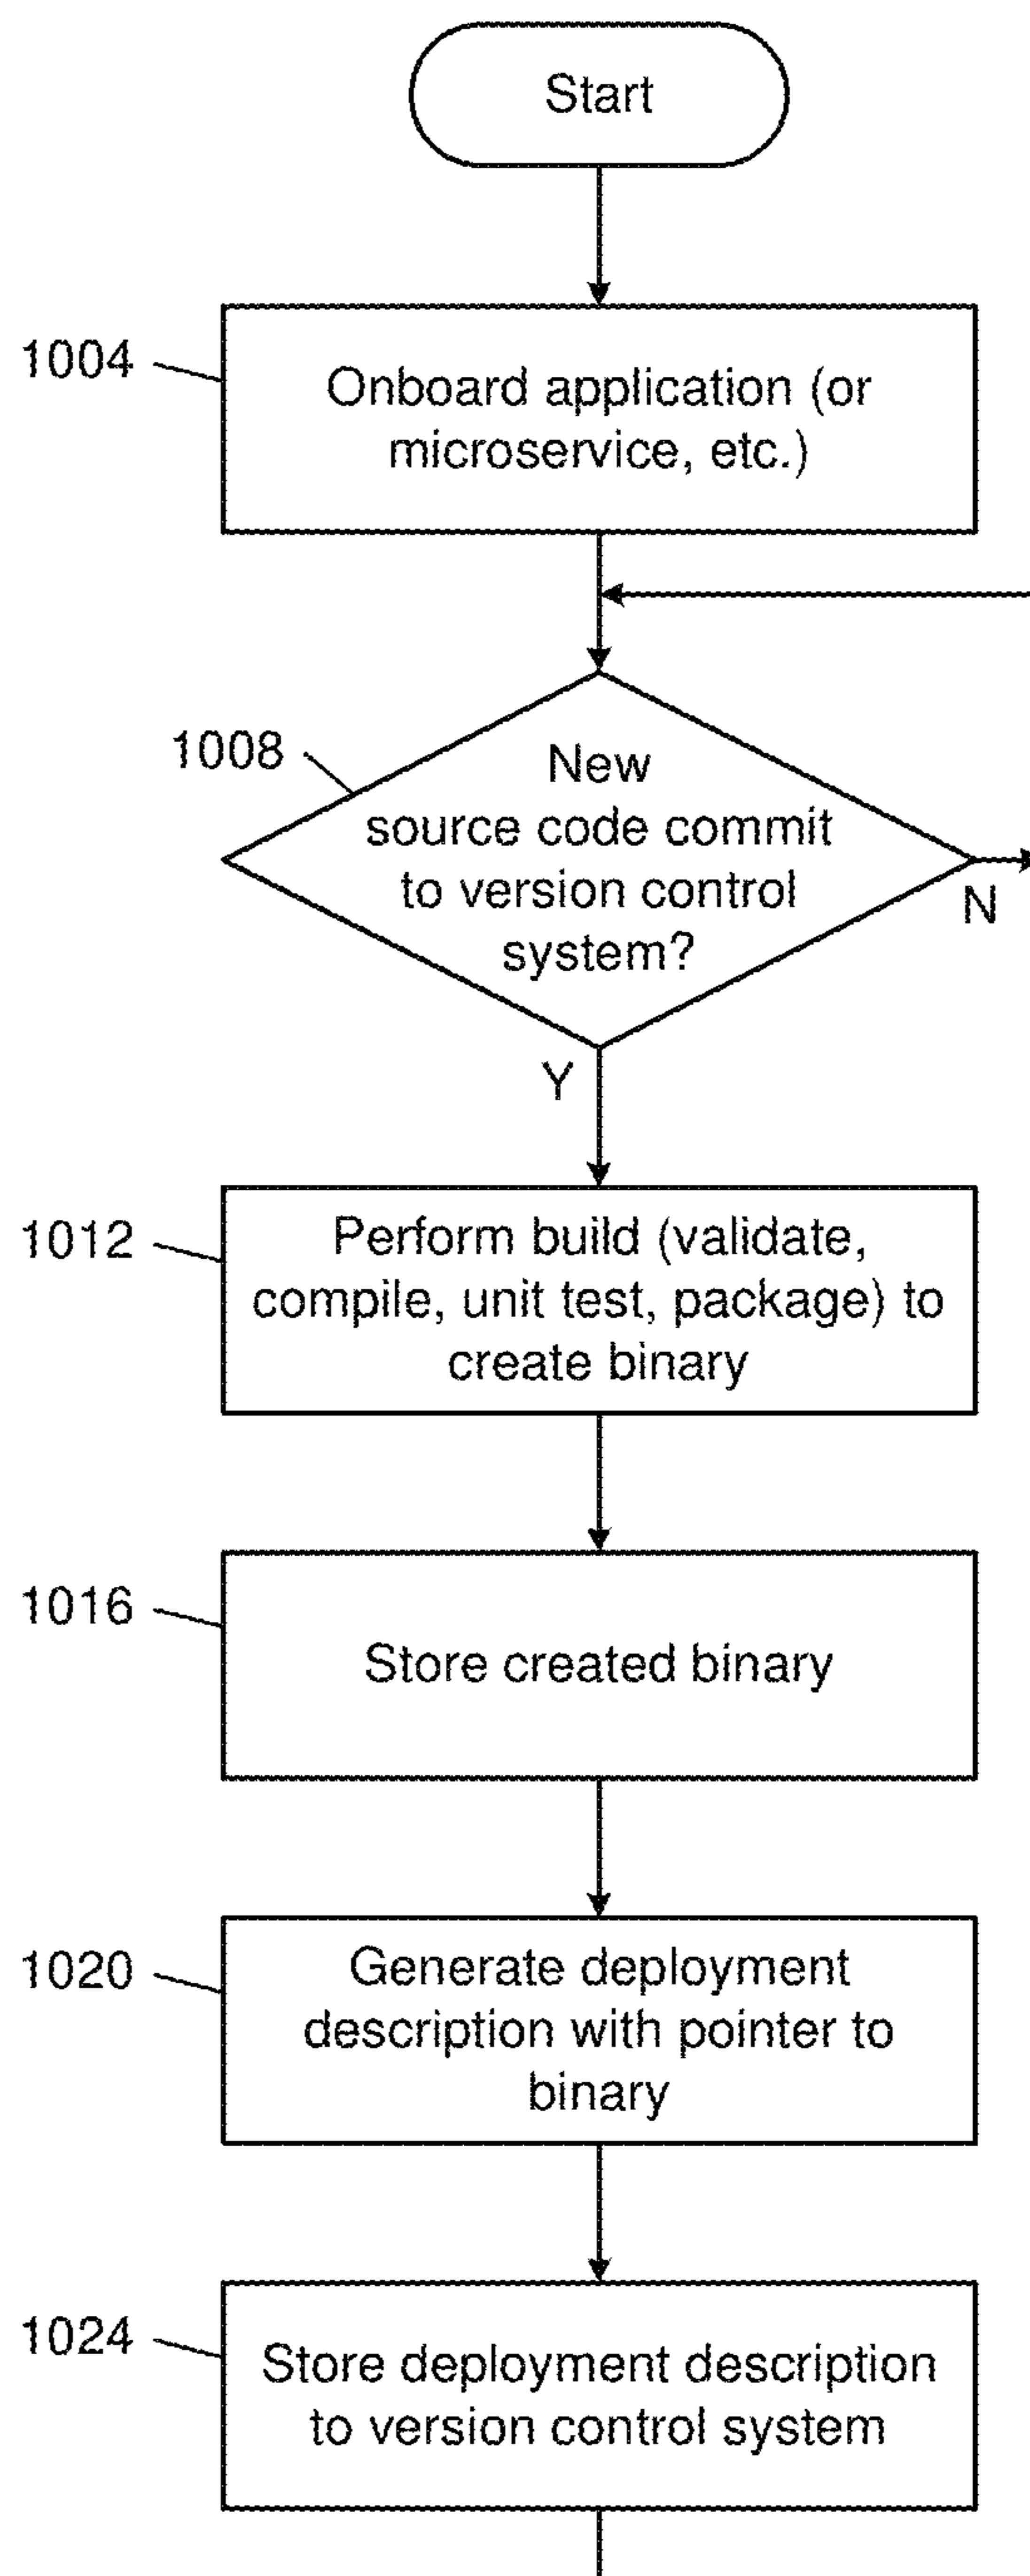 Start
1004
Onboard application (or
microservice, etc.)
1008
New
source code commit
to version control
system?
N
Y
1012
Perform build (validate,
compile, unit test, package) to
create binary
1016
Store created binary
1020
Generate deployment
description with pointer to
binary
1024
Store deployment description
to version control system